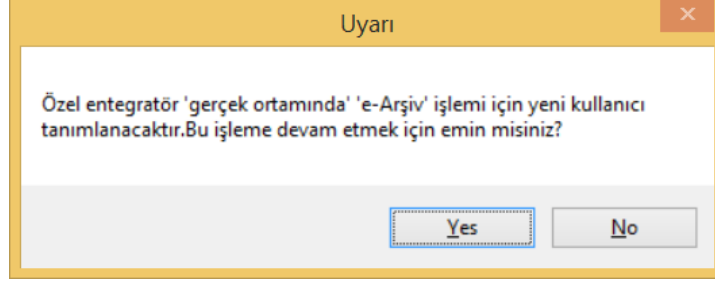 Uyarı
Özel entegratör 'gerçek ortamında' 'e-Arşiv' işlemi için yeni kullanıcı
tanımlanacaktır.Bu işleme devam etmek için emin misiniz?
Yes
No